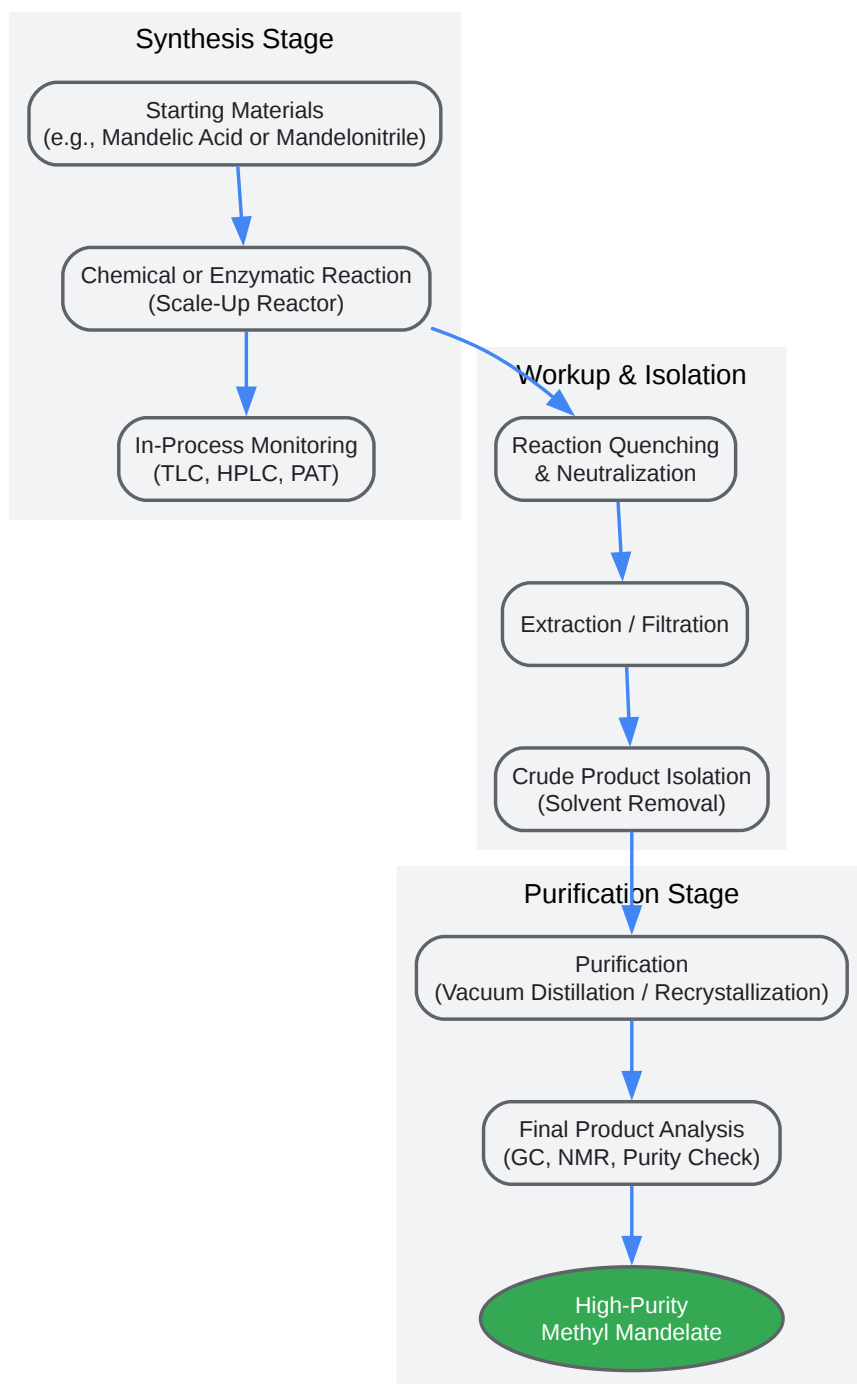 Synthesis Stage
Starting Materials
(e.g., Mandelic Acid or Mandelonitrile)
Chemical or Enzymatic Reaction
(Scale-Up Reactor)
In-Process Monitoring
(TLC, HPLC, PAT)
Workup & Isolation
Reaction Quenching
& Neutralization
Extraction / Filtration
Crude Product Isolation
(Solvent Removal)
Purification Stage
Purification
(Vacuum Distillation / Recrystallization)
Final Product Analysis
(GC, NMR, Purity Check)
High-Purity
Methyl Mandelate